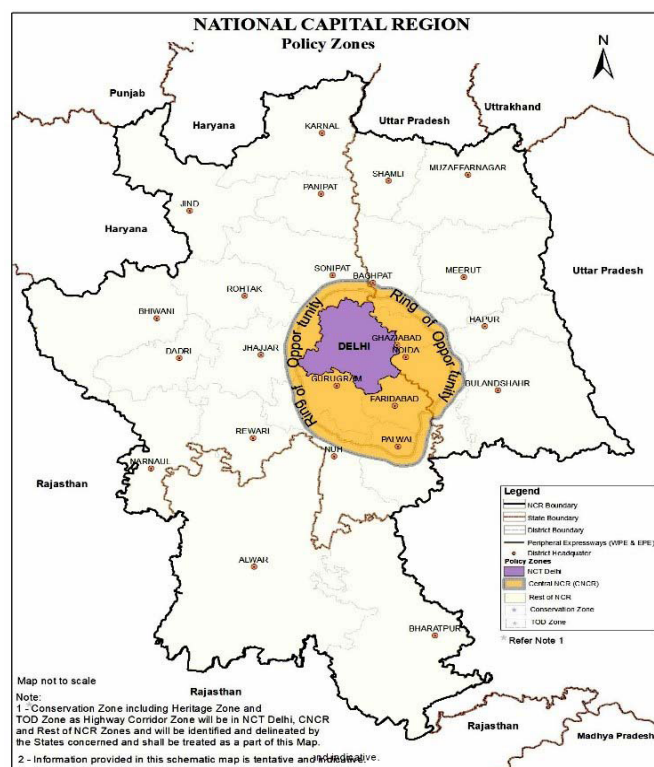 NATIONAL CAPITAL REGION
Policy Zones
N
Punjab
Haryana
Uttar Pradesh
Uttrakhand
KARNAL
SHAMLI
MUZAFFARNAGAR
PANIPAT
JIND
Haryana
SONIPAT
BAGHPAT
MEERUT
Uttar Pradesh
ROHTAK
BHIWANI
Ring of Oppor tunity
Ring of Oppor tunity
HAPUR
GHAZIABAD
DELHI
NOIDA
DADRI
JHAJJAR
GURUGRAM
BULANDSHAHR
FARIDABAD
REWARI
PALWAL
NUH
NARNAUL
Rajasthan
ALWAR
BHARATPUR
Legend
NCR Boundary
State Boundary
District Boundary
Peripheral Expressways (WPE & EPE)
District Headquater
Policy Zones
NCT Delhi
Central NCR (CNCR)
Rest of NCR
Conservation Zone
TOD Zone
* Refer Note 1
Map not to scale
Rajasthan
Note:
1 - Conservation Zone including Heritage Zone and
TOD Zone as Highway Corridor Zone will be in NCT Delhi, CNCR
and Rest of NCR Zones and will be identified and delineated by
the States concerned and shall be treated as a part of this Map.
2 - Information provided in this schematic map is tentative and indicative.
Rajasthan
Madhya Pradesh